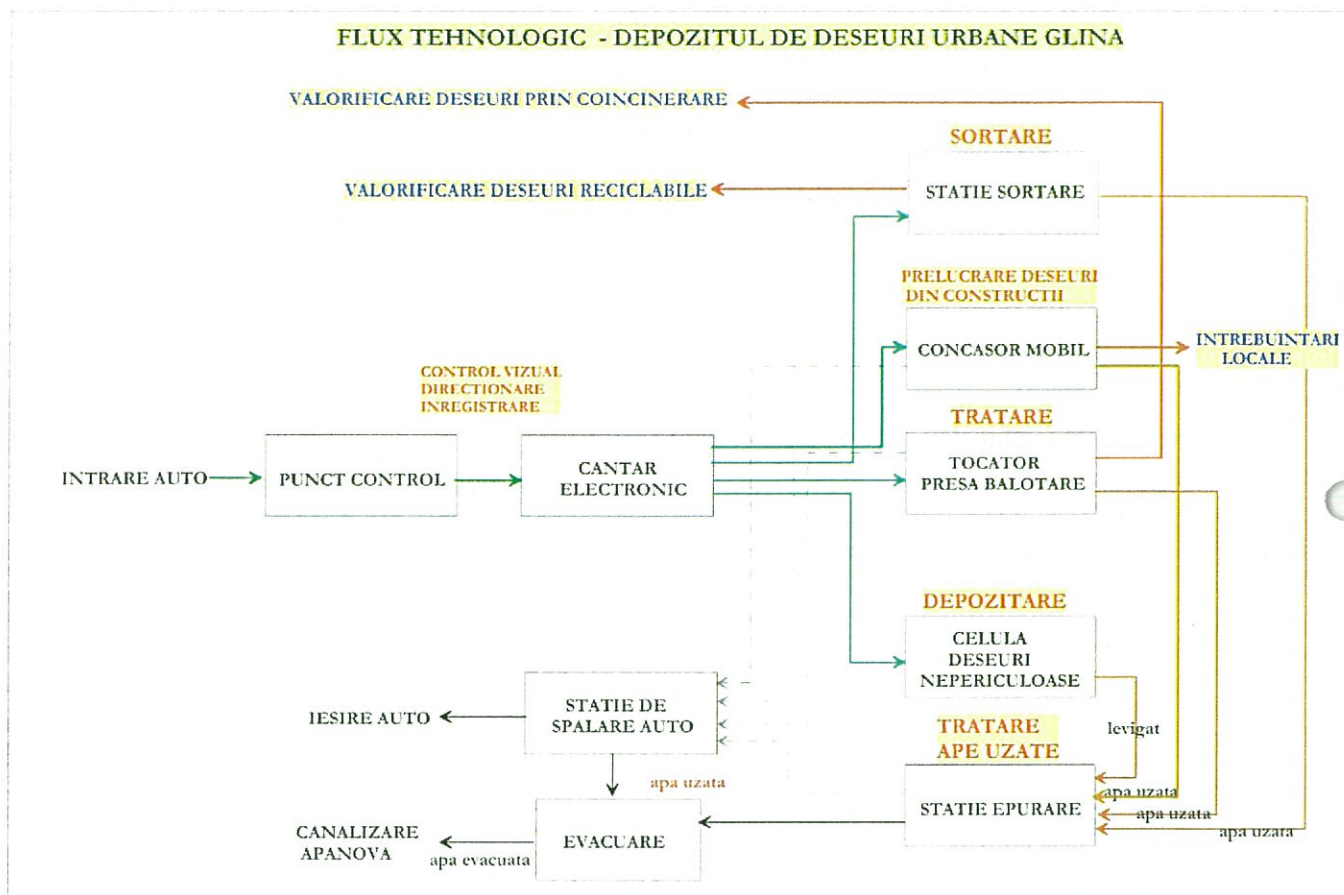 FLUX TEHNOLOGIC - DEPOZITUL DE DESEURI URBANE GLINA
VALORIFICARE DESEURI PRIN COINCINERARE
SORTARE
VALORIFICARE DESEURI RECICLABILE
STATIE SORTARE
PRELUCRARE DESEURI
DIN CONSTRUCTII
CONCASOR MOBIL
INTREBUINTARI
LOCALE
CONTROL VIZUAL
DIRECTIONARE
INREGISTRARE
TRATARE
INTRARE AUTO
PUNCT CONTROL
CANTAR
ELECTRONIC
TOCATOR
PRESA BALOTARE
DEPOZITARE
CELULA
DESEURI
NEPERICULOASE
IESIRE AUTO
STATIE DE
SPALARE AUTO
TRATARE
APE UZATE
levigat
apa uzata
STATIE EPURARE
apa uzata
apa uzata
apa uzata
CANALIZARE
APANOVA
apa evacuata
EVACUARE